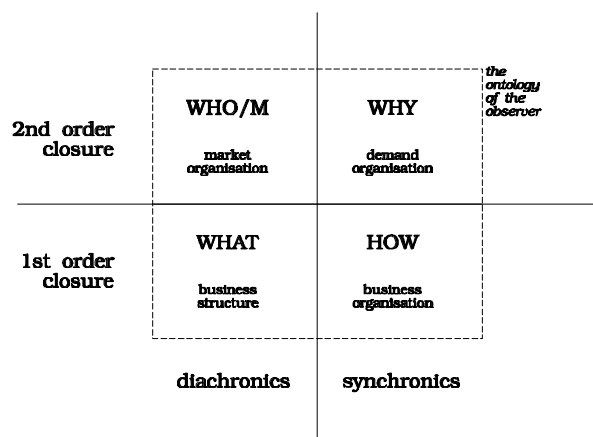 the
ontology
of the
observer
2nd order
closure
WHO/M
WHY
market
organisation
demand
organisation
1st order
closure
WHAT
HOW
business
structure
business
organisation
diachronics
synchronics